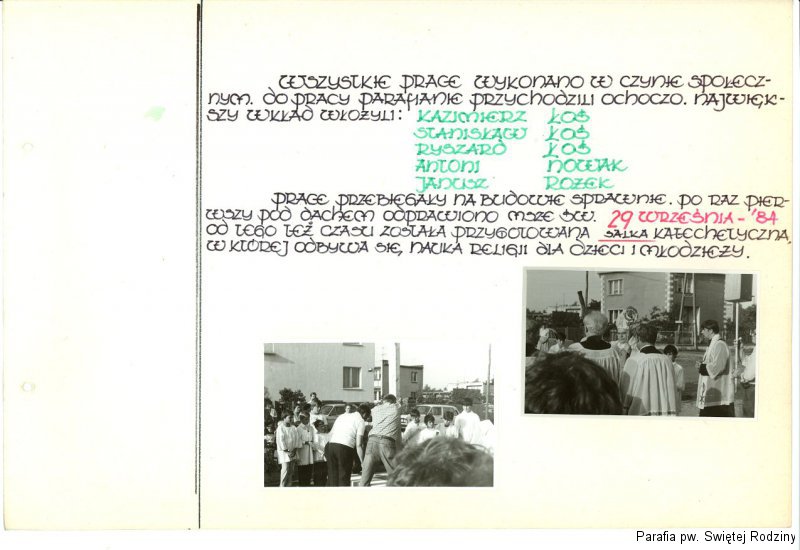 WSZYSTKIE PRACE WYKONANO W CZYNIE SPOŁECZ-
NYM. DO PRACY PARAFIANIE PRZYCHODZILI OCHOCZO. NAJWIĘK-
SZY WKŁAD WŁOŻYLI: KAZIMIERZ ŁOŚ
STANISŁAW ŁOŚ
RYSZARD ŁOŚ
ANTONI NOWAK
JANUSZ ROŻEK
PRACE PRZEBIEGAŁY NA BUDOWIE SPRAWNIE. PO RAZ PIER-
WSZY POD DACHEM ODPRAWIONO MSZE ŚW. 29 WRZEŚNIA - '84
OD TEGO TEŻ CZASU ZOSTAŁA PRZYGOTOWANA SALKA KATECHETYCZNA,
W KTÓREJ ODBYWA SIĘ, NAUKA RELIGII DLA DZIECI I MŁODZIEŻY.
Parafia pw. Świętej Rodziny